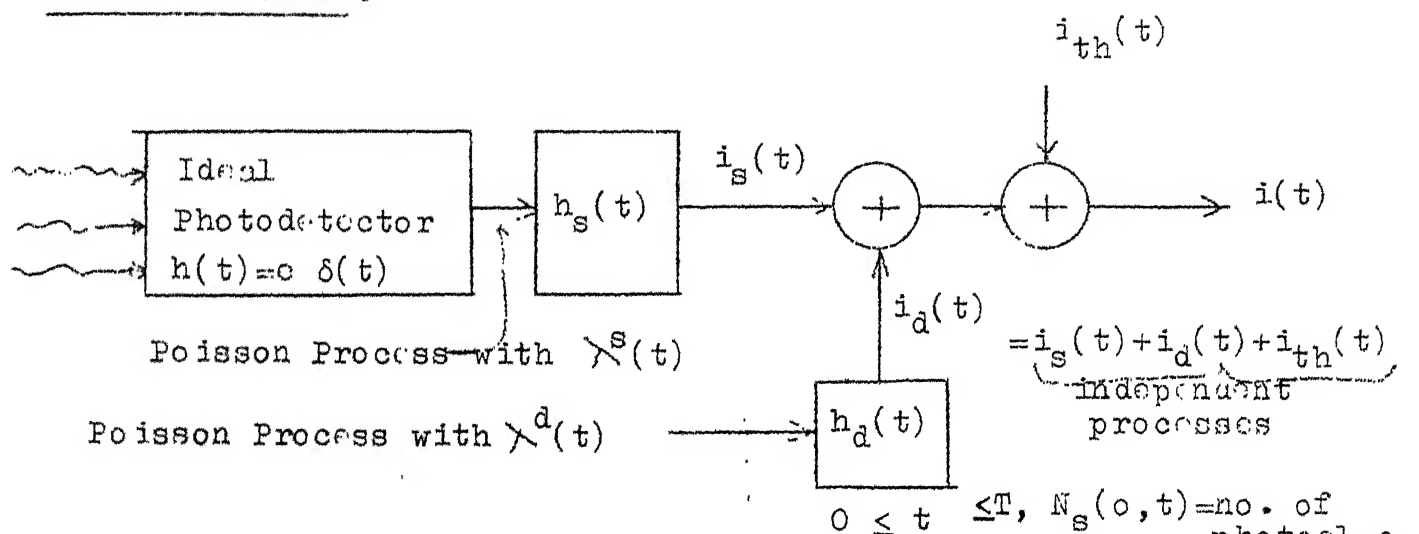 i_th(t)
Ideal
Photodetector
h(t)=e δ(t)
h_s(t)
i_s(t)
+
+
i(t)
Poisson Process with λ^s(t)
i_d(t)
=i_s(t)+i_d(t)+i_th(t)
independent
processes
Poisson Process with λ^d(t)
h_d(t)
0 ≤ t ≤T, N_s(o,t)=no. of